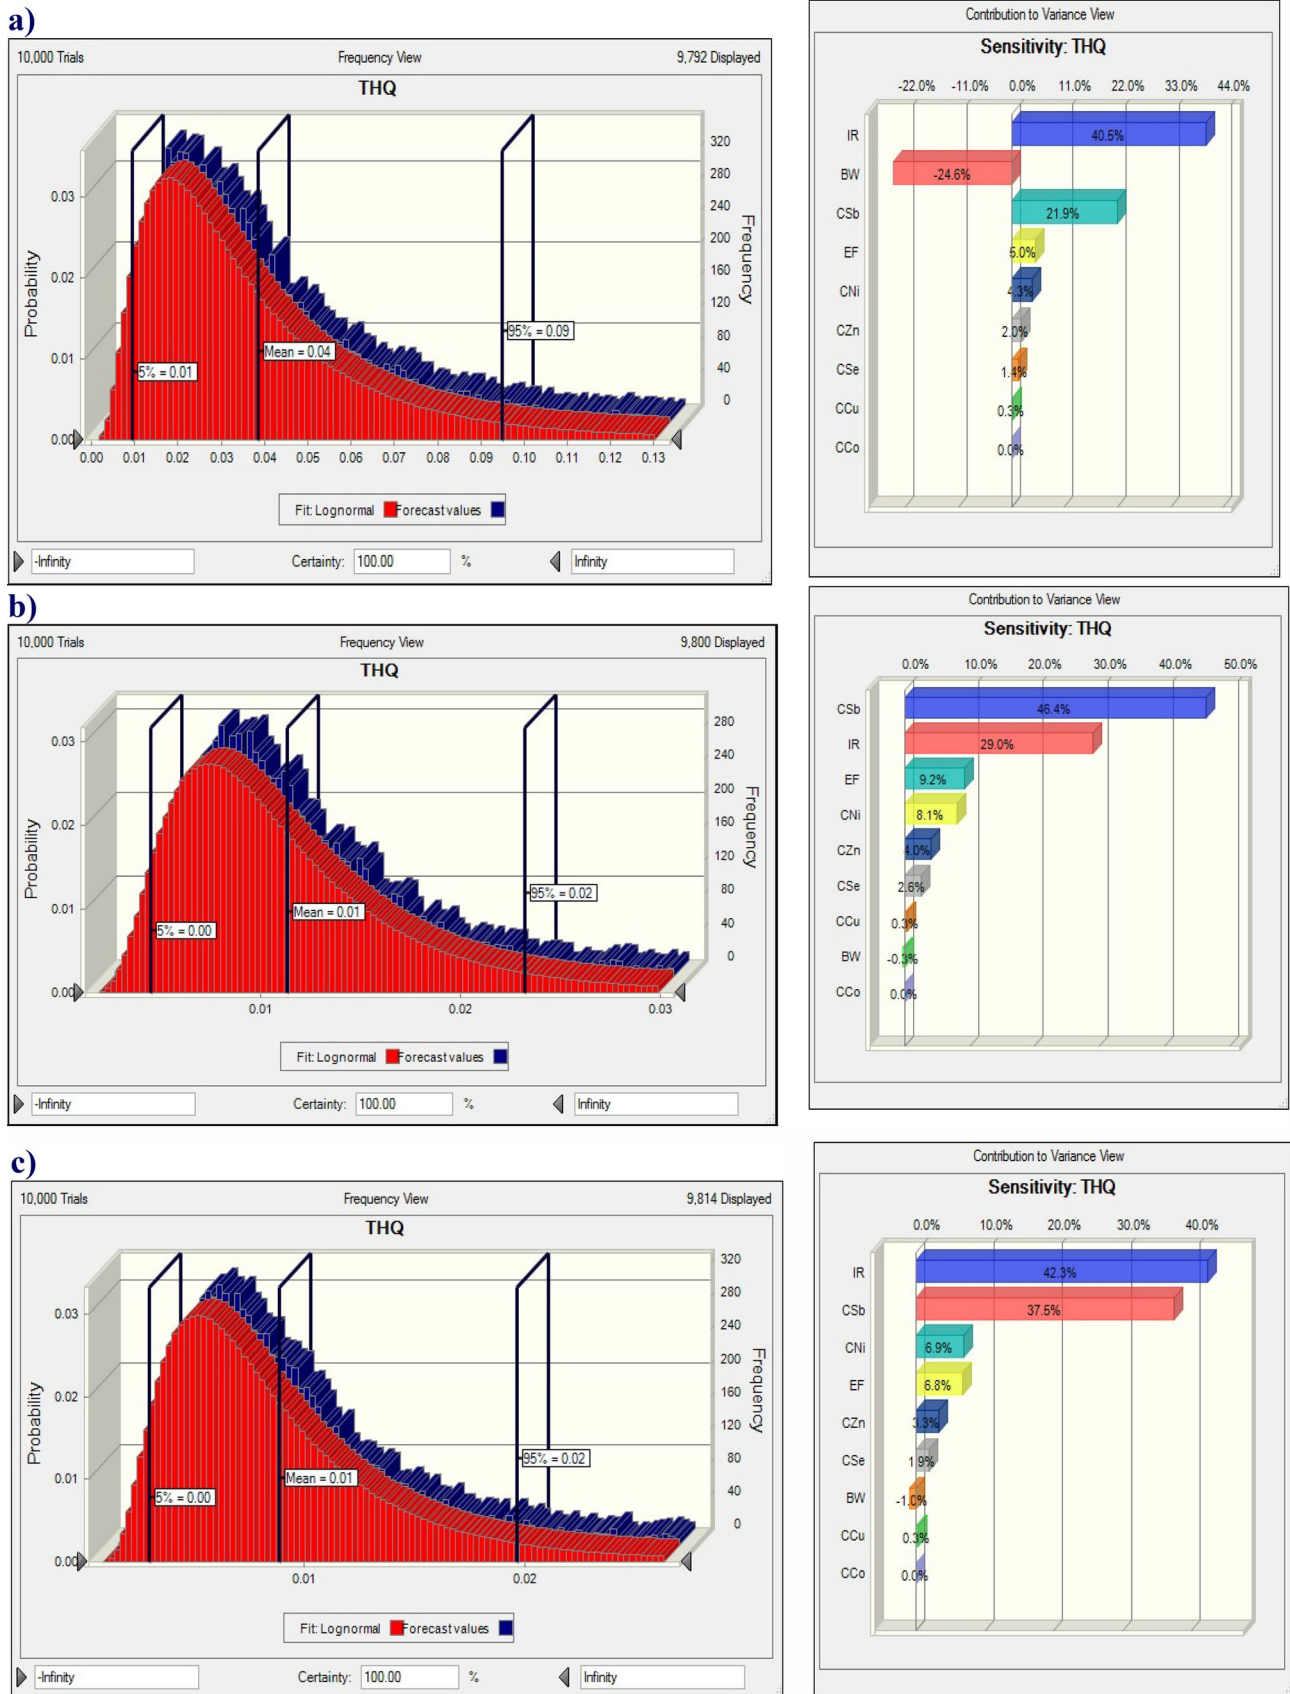 a)
10,000 Trials Frequency View 9,792 Displayed
THQ
Probability
0.03
0.02
0.01
0.00
320
280
240
200
160
120
80
40
0
Frequency
5% = 0.01
Mean = 0.04
95% = 0.09
0.00 0.01 0.02 0.03 0.04 0.05 0.06 0.07 0.08 0.09 0.10 0.11 0.12 0.13
Fit: Lognormal Forecast values
-Infinity Certainty: 100.00 % Infinity
Contribution to Variance View
Sensitivity: THQ
-22.0% -11.0% 0.0% 11.0% 22.0% 33.0% 44.0%
IR 40.5%
BW -24.6%
CSb 21.9%
EF 5.0%
CNi 4.3%
CZn 2.0%
CSe 1.4%
CCu 0.3%
CCo 0.0%
b)
10,000 Trials Frequency View 9,800 Displayed
THQ
Probability
0.03
0.02
0.01
0.00
280
240
200
160
120
80
40
0
Frequency
5% = 0.00
Mean = 0.01
95% = 0.02
0.01 0.02 0.03
Fit: Lognormal Forecast values
-Infinity Certainty: 100.00 % Infinity
Contribution to Variance View
Sensitivity: THQ
0.0% 10.0% 20.0% 30.0% 40.0% 50.0%
CSb 46.4%
IR 29.0%
EF 9.2%
CNi 8.1%
CZn 4.0%
CSe 2.6%
CCu 0.3%
BW -0.3%
CCo 0.0%
c)
10,000 Trials Frequency View 9,814 Displayed
THQ
Probability
0.03
0.02
0.01
0.00
320
280
240
200
160
120
80
40
0
Frequency
5% = 0.00
Mean = 0.01
95% = 0.02
0.01 0.02
Fit: Lognormal Forecast values
-Infinity Certainty: 100.00 % Infinity
Contribution to Variance View
Sensitivity: THQ
0.0% 10.0% 20.0% 30.0% 40.0%
IR 42.3%
CSb 37.5%
CNi 6.9%
EF 6.8%
CZn 3.3%
CSe 1.9%
BW -1.0%
CCu 0.3%
CCo 0.0%